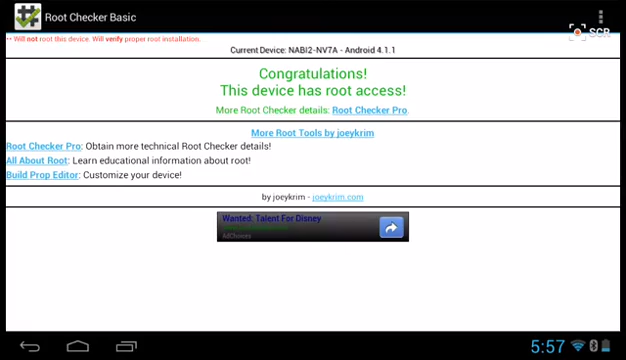 Root Checker Basic
SCR
** Will not root this device. Will verify proper root installation.
Current Device: NABI2-NV7A - Android 4.1.1
Congratulations!
This device has root access!
More Root Checker details: Root Checker Pro.
More Root Tools by joeykrim
Root Checker Pro: Obtain more technical Root Checker details!
All About Root: Learn educational information about root!
Build Prop Editor: Customize your device!
by joeykrim - joeykrim.com
Wanted: Talent For Disney
AdChoices
5:57